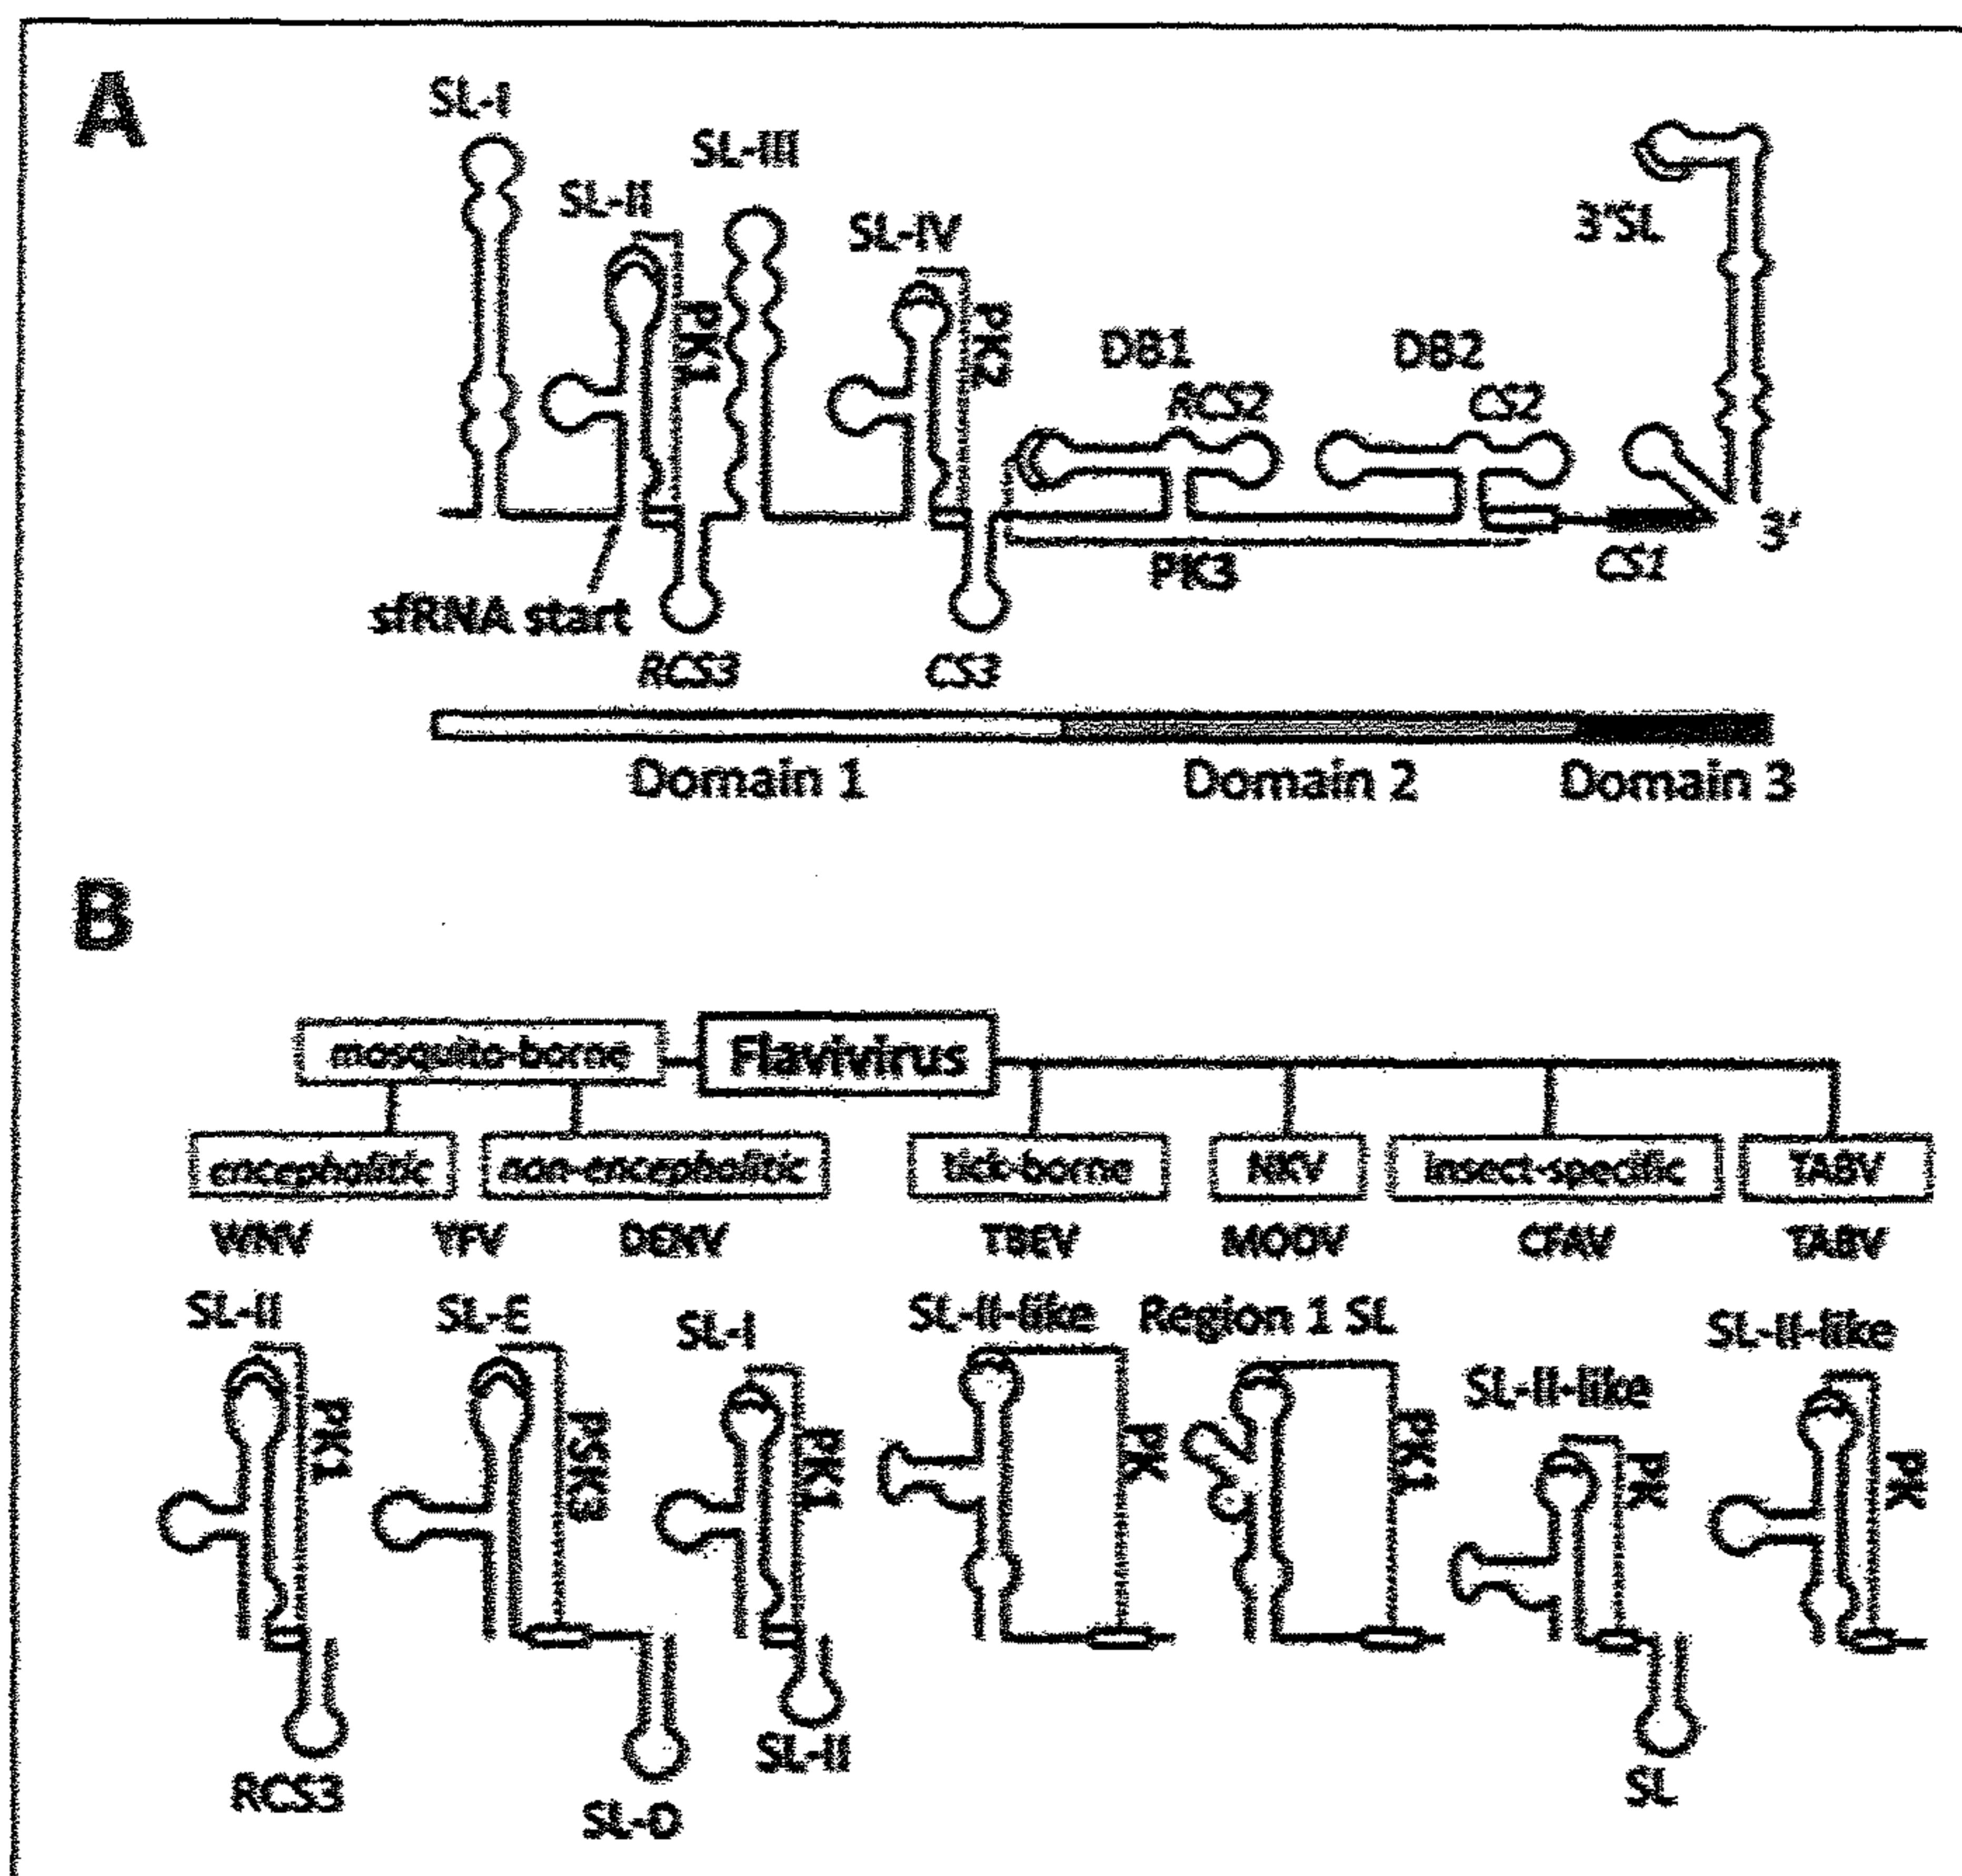 A
SL-I
SL-II
SL-III
SL-IV
PK1
PK2
DB1
RCS2
DB2
CS2
3'SL
sfRNA start
RCS3
CS3
PK3
CS1
3'
Domain 1
Domain 2
Domain 3
B
mosquito-borne
Flavivirus
encephalitic
non-encephalitic
tick-borne
NKV
insect-specific
TABV
WNV
YFV
DENV
TBEV
MODV
CFAV
TABV
SL-II
SL-E
SL-I
SL-II-like
Region 1 SL
SL-II-like
SL-II-like
PK1
PSK3
PK1
PK
PK1
PK
PK
RCS3
SL-D
SL-II
SL